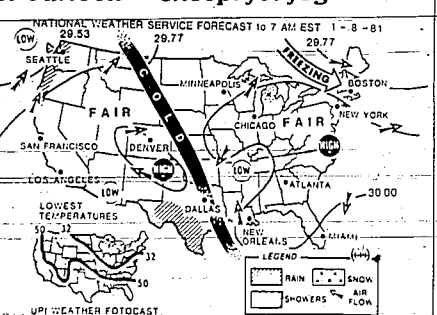 NATIONAL WEATHER SERVICE FORECAST to 7 AM EST 1 - 8 - 81
LOW
29.53
29.77
29.77
SEATTLE
FREEZING
COLD
MINNEAPOLIS
BOSTON
NEW YORK
FAIR
CHICAGO
FAIR
SAN FRANCISCO
DENVER
HIGH
HIGH
LOW
LOS ANGELES
LOW
ATLANTA
30.00
LOWEST
TEMPERATURES
DALLAS
NEW
ORLEANS
MIAMI
50
32
32
50
LEGEND
RAIN
SNOW
SHOWERS
AIR
FLOW
UPI WEATHER FOTOCAST